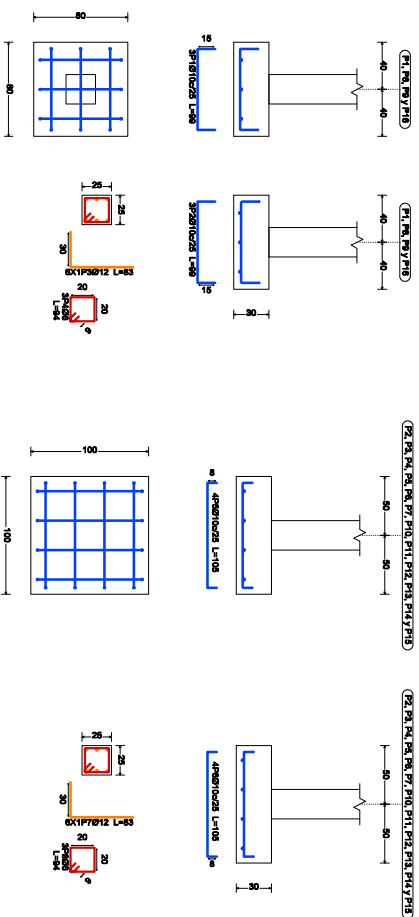 P1, P8, P9 y P16
40
40
15
3P1Ø10c/25 L=99
80
80
P1, P8, P9 y P16
40
40
30
3P2Ø10c/25 L=99
15
25
25
30
6X1P3Ø12 L=83
20
20
3P4Ø6
L=94
P2, P3, P4, P5, P6, P7, P10, P11, P12, P13, P14 y P15
50
50
8
4P5Ø10c/25 L=105
100
100
P2, P3, P4, P5, P6, P7, P10, P11, P12, P13, P14 y P15
50
50
30
4P6Ø10c/25 L=105
8
25
25
30
6X1P7Ø12 L=83
20
20
3P8Ø6
L=94